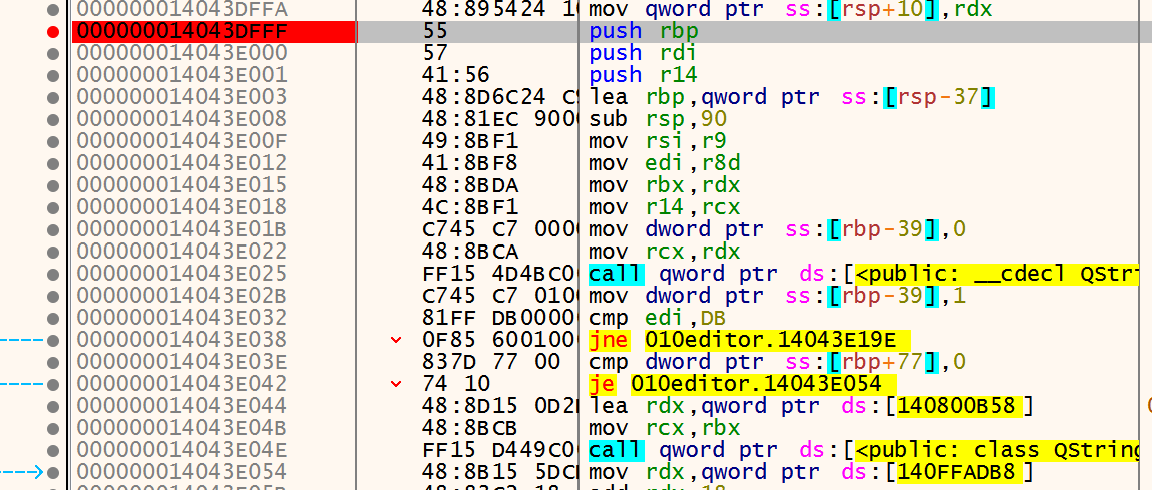 000000014043DFFA 48:895424 10 mov qword ptr ss:[rsp+10],rdx
000000014043DFFF 55 push rbp
000000014043E000 57 push rdi
000000014043E001 41:56 push r14
000000014043E003 48:8D6C24 C9 lea rbp,qword ptr ss:[rsp-37]
000000014043E008 48:81EC 9000 sub rsp,90
000000014043E00F 49:8BF1 mov rsi,r9
000000014043E012 41:8BF8 mov edi,r8d
000000014043E015 48:8BDA mov rbx,rdx
000000014043E018 4C:8BF1 mov r14,rcx
000000014043E01B C745 C7 0000 mov dword ptr ss:[rbp-39],0
000000014043E022 48:8BCA mov rcx,rdx
000000014043E025 FF15 4D4BC0 call qword ptr ds:[<public: __cdecl QStri
000000014043E02B C745 C7 0100 mov dword ptr ss:[rbp-39],1
000000014043E032 81FF DB0000 cmp edi,DB
000000014043E038 0F85 600100 jne 010editor.14043E19E
000000014043E03E 837D 77 00 cmp dword ptr ss:[rbp+77],0
000000014043E042 74 10 je 010editor.14043E054
000000014043E044 48:8D15 0D2 lea rdx,qword ptr ds:[140800B58]
000000014043E04B 48:8BCB mov rcx,rbx
000000014043E04E FF15 D449C0 call qword ptr ds:[<public: class QString
000000014043E054 48:8B15 5DC mov rdx,qword ptr ds:[140FFADB8]